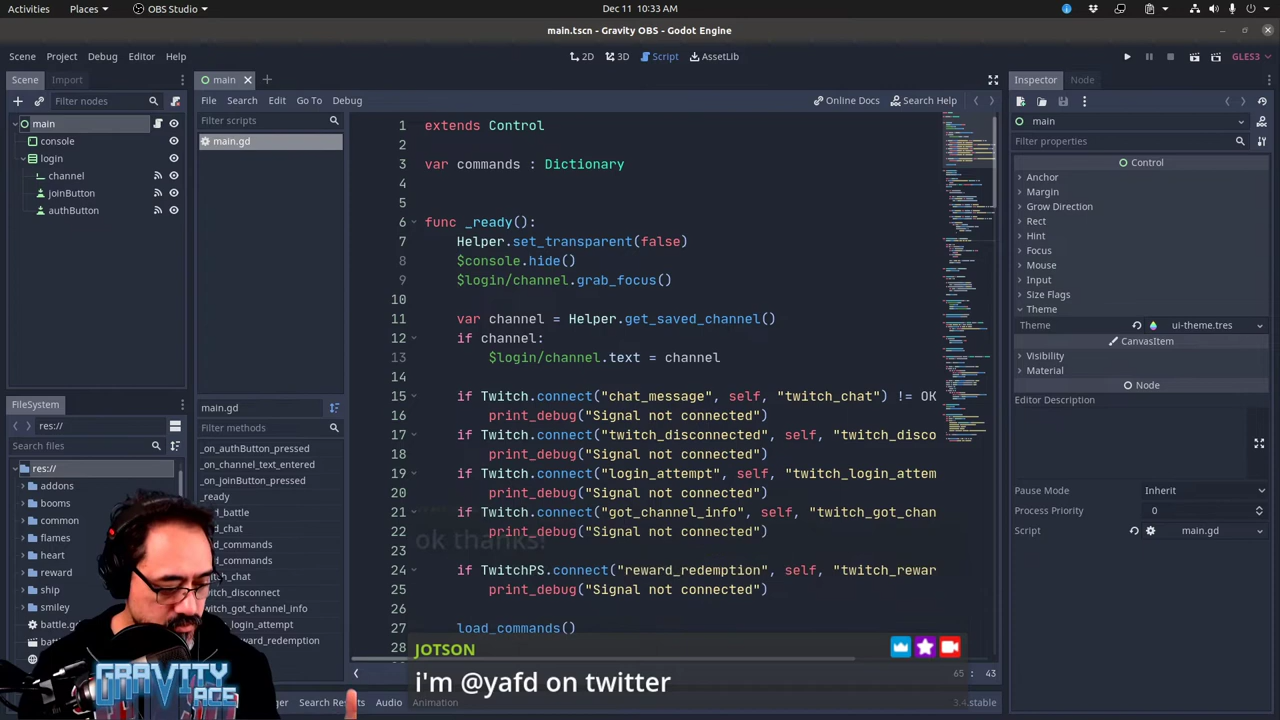 Activities Places OBS Studio Dec 11 10:33 AM
main.tscn - Gravity OBS - Godot Engine
Scene Project Debug Editor Help 2D 3D Script AssetLib GLES3
Scene Import
Filter nodes
main
console
login
channel
joinButton
authButton
FileSystem
res://
Search files
res://
addons
booms
common
flames
heart
reward
ship
smiley
main
File Search Edit Go To Debug Online Docs Search Help
Filter scripts
main.gd
main.gd
Filter methods
_on_authButton_pressed
_on_channel_text_entered
_on_joinButton_pressed
_ready
1 extends Control
2
3 var commands : Dictionary
4
5
6 func _ready():
7 Helper.set_transparent(false)
8 $console.hide()
9 $login/channel.grab_focus()
10
11 var channel = Helper.get_saved_channel()
12 if channel:
13 $login/channel.text = channel
14
15 if Twitch.connect("chat_message", self, "twitch_chat") != OK
16 print_debug("Signal not connected")
17 if Twitch.connect("twitch_disconnected", self, "twitch_disco
18 print_debug("Signal not connected")
19 if Twitch.connect("login_attempt", self, "twitch_login_attem
20 print_debug("Signal not connected")
21 if Twitch.connect("got_channel_info", self, "twitch_got_chan
22 print_debug("Signal not connected")
23
24 if TwitchPS.connect("reward_redemption", self, "twitch_rewar
25 print_debug("Signal not connected")
26
27 load_commands()
28
ok thanks!
JOTSON
i'm @yafd on twitter
65 : 43
Search Results Audio Animation 3.4.stable
GRAVITY
ACE
Inspector Node
main
Filter properties
Control
Anchor
Margin
Grow Direction
Rect
Hint
Focus
Mouse
Input
Size Flags
Theme
Theme ui-theme.tres
CanvasItem
Visibility
Material
Node
Editor Description
Pause Mode Inherit
Process Priority 0
Script main.gd